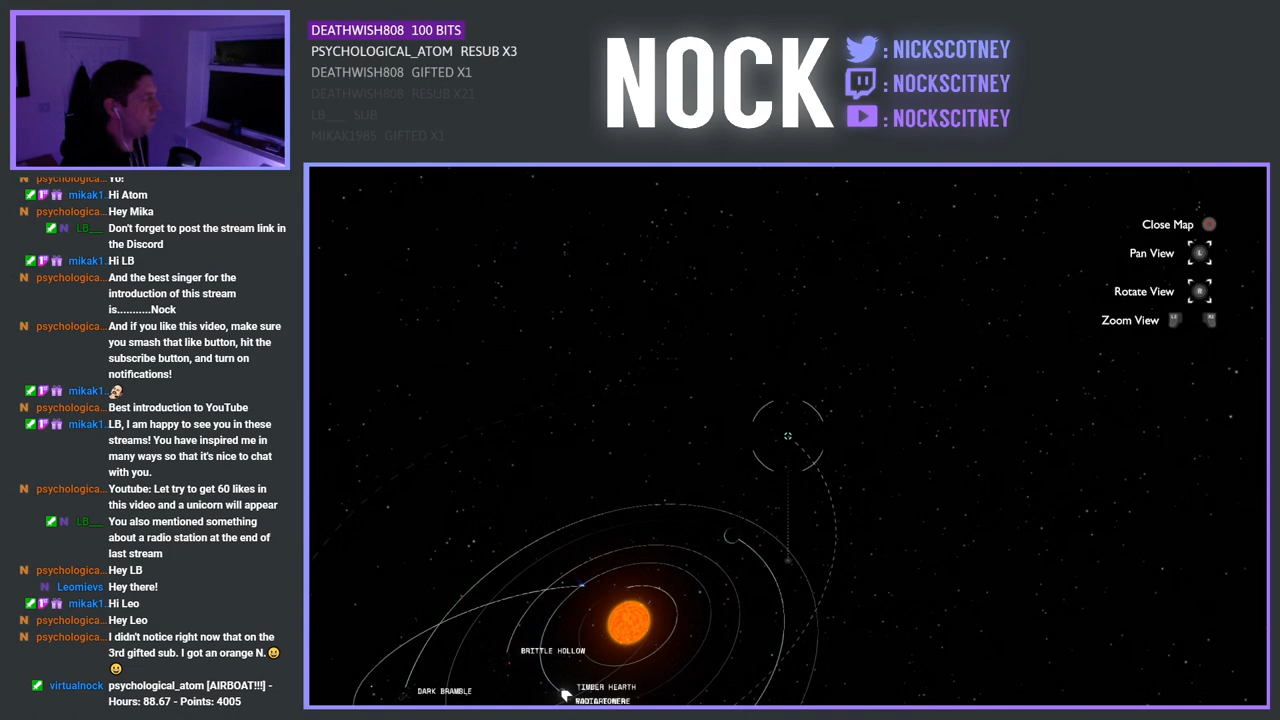 DEATHWISH808 100 BITS
PSYCHOLOGICAL_ATOM RESUB X3
DEATHWISH808 GIFTED X1
DEATHWISH808 RESUB X21
LB___ SUB
MIKAK1985 GIFTED X1
NOCK
: NICKSCOTNEY
: NOCKSCITNEY
: NOCKSCITNEY
psychologica... Yo!
mikak1.. Hi Atom
psychologica... Hey Mika
LB__ Don't forget to post the stream link in
the Discord
mikak1.. Hi LB
psychologica... And the best singer for the
introduction of this stream
is..........Nock
psychologica... And if you like this video, make sure
you smash that like button, hit the
subscribe button, and turn on
notifications!
mikak1..
psychologica... Best introduction to YouTube
mikak1.. LB, I am happy to see you in these
streams! You have inspired me in
many ways so that it's nice to chat
with you.
psychologica... Youtube: Let try to get 60 likes in
this video and a unicorn will appear
LB__ You also mentioned something
about a radio station at the end of
last stream
psychologica... Hey LB
Leomievs Hey there!
mikak1.. Hi Leo
psychologica... Hey Leo
psychologica... I didn't notice right now that on the
3rd gifted sub. I got an orange N.
virtualnock psychological_atom [AIRBOAT!!!] -
Hours: 88.67 - Points: 4005
Close Map
Pan View
Rotate View
Zoom View
BRITTLE HOLLOW
DARK BRAMBLE
TIMBER HEARTH